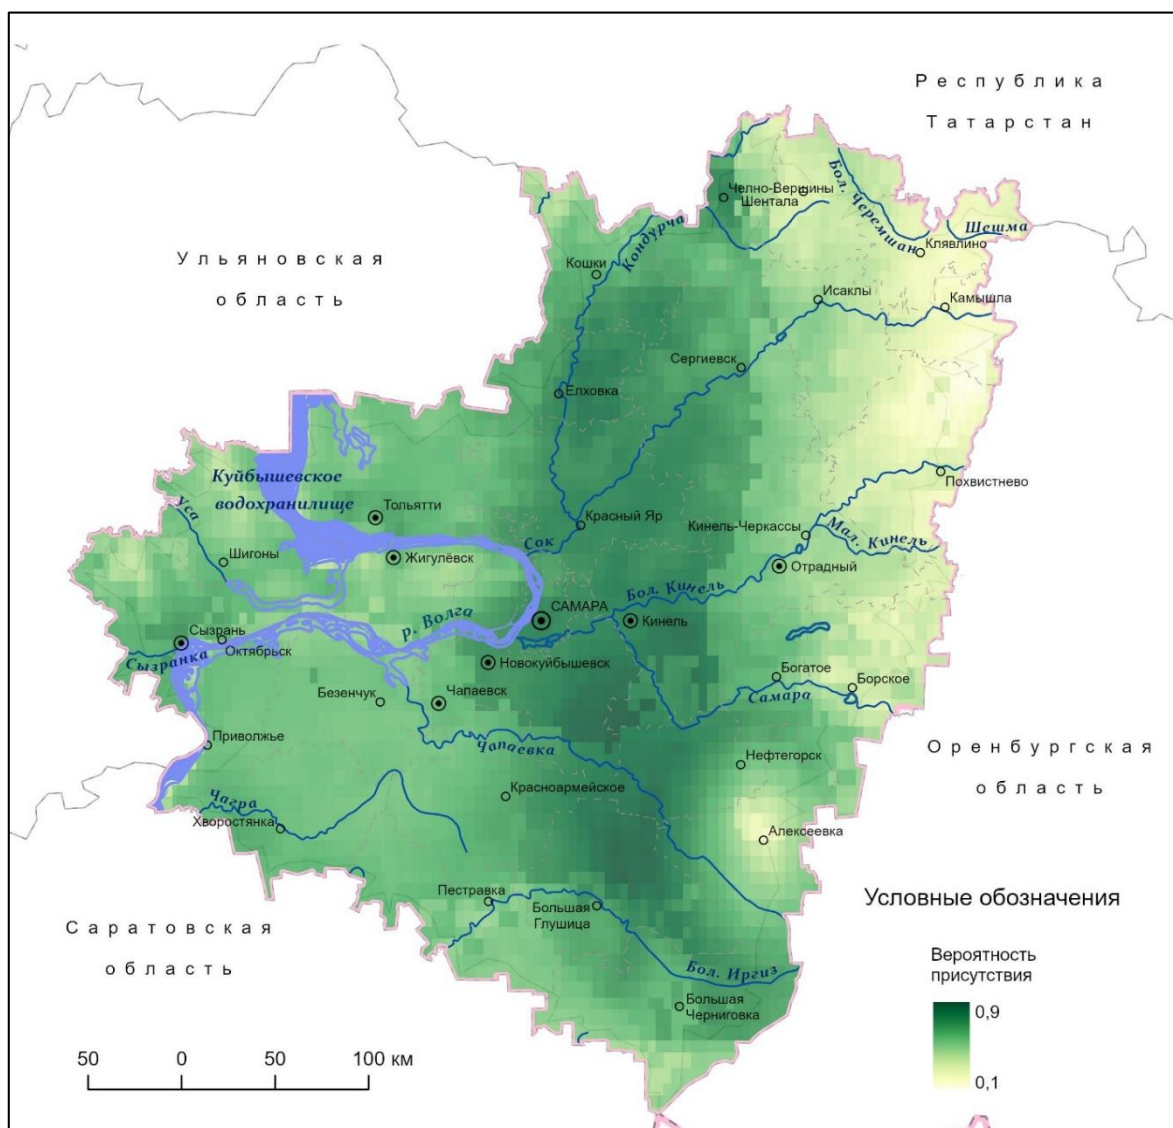 Республика
Татарстан
Челно-Вершины
Шентала
Бол. Черемшан
Шешма
Клявлино
Ульяновская
область
Кошки
Кондурча
Исаклы
Камышла
Сергиевск
Елховка
Куйбышевское
водохранилище
Уса
Тольятти
Похвистнево
Красный Яр
Кинель-Черкассы
Мал. Кинель
Сок
Шигоны
Жигулёвск
Отрадный
Бол. Кинель
САМАРА
Кинель
р. Волга
Сызрань
Октябрьск
Сызранка
Новокуйбышевск
Богатое
Борское
Самара
Безенчук
Чапаевск
Приволжье
Чапаевка
Нефтегорск
Оренбургская
область
Красноармейское
Чагра
Хворостянка
Алексеевка
Пестравка
Большая
Глушица
Саратовская
область
Бол. Иргиз
Большая
Черниговка
Условные обозначения
Вероятность
присутствия
0,9
0,1
50 0 50 100 км